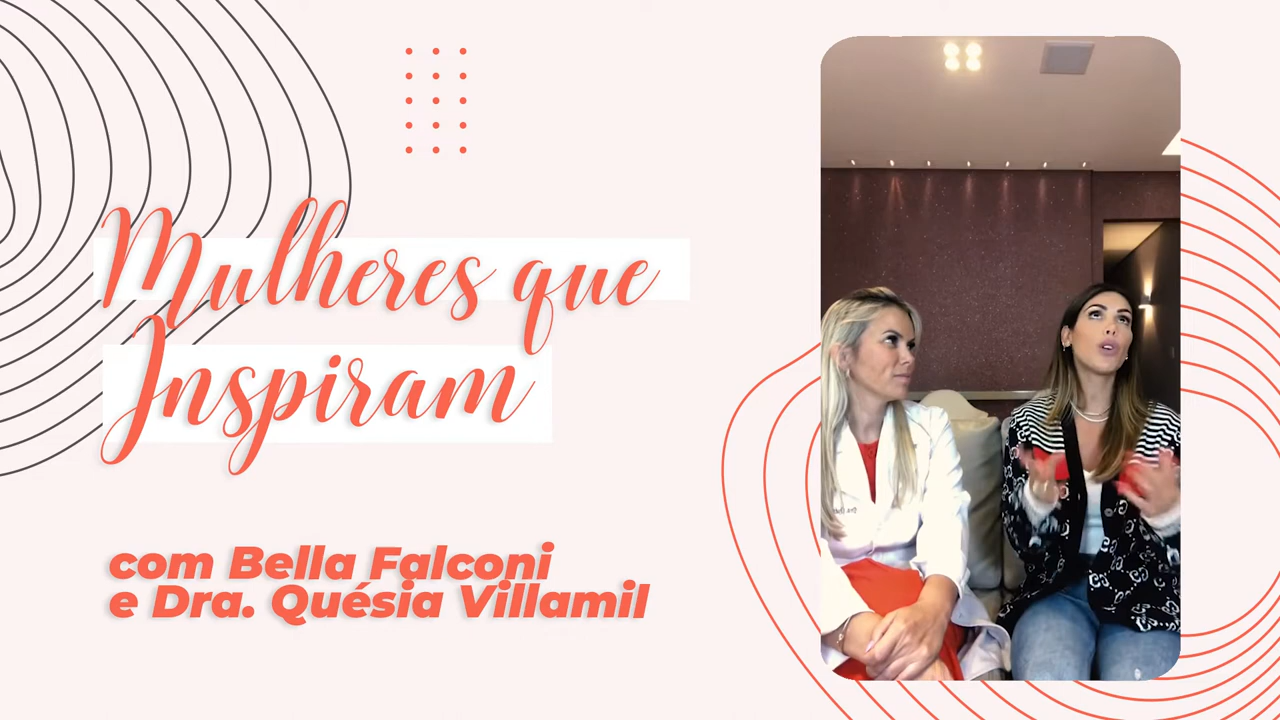 Mulheres que
Inspiram
com Bella Falconi
e Dra. Quésia Villamil